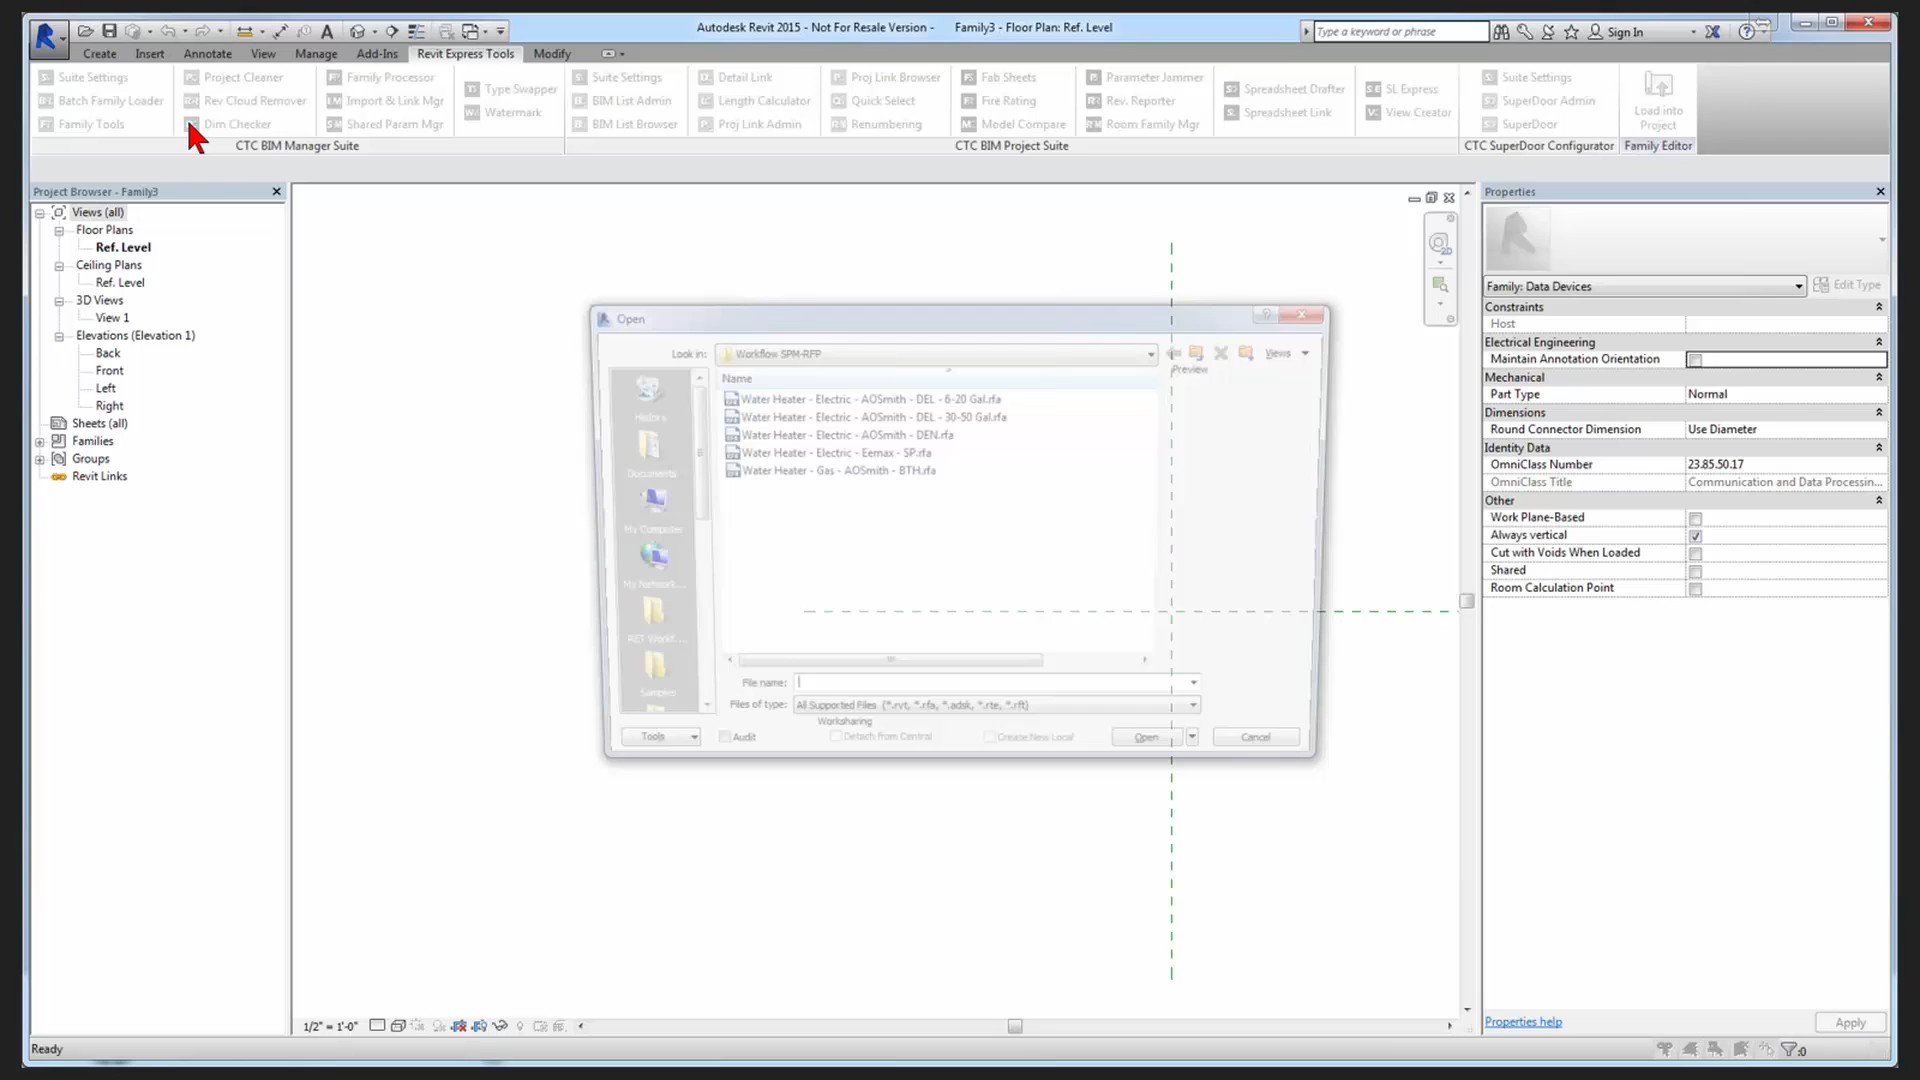 Autodesk Revit 2015 - Not For Resale Version -    Family3 - Floor Plan: Ref. Level
Type a keyword or phrase
Sign In
Create
Insert
Annotate
View
Manage
Add-Ins
Revit Express Tools
Modify
Suite Settings
Batch Family Loader
Family Tools
Project Cleaner
Rev Cloud Remover
Dim Checker
Family Processor
Import & Link Mgr
Shared Param Mgr
Type Swapper
Watermark
CTC BIM Manager Suite
Suite Settings
BIM List Admin
BIM List Browser
Detail Link
Length Calculator
Proj Link Admin
Proj Link Browser
Quick Select
Renumbering
Fab Sheets
Fire Rating
Model Compare
Parameter Jammer
Rev. Reporter
Room Family Mgr
Spreadsheet Drafter
Spreadsheet Link
SL Express
View Creator
CTC BIM Project Suite
Suite Settings
SuperDoor Admin
SuperDoor
CTC SuperDoor Configurator
Load into
Project
Family Editor
Project Browser - Family3
Views (all)
Floor Plans
Ref. Level
Ceiling Plans
Ref. Level
3D Views
View 1
Elevations (Elevation 1)
Back
Front
Left
Right
Sheets (all)
Families
Groups
Revit Links
Open
Look in:
Workflow SPM-RFP
Views
Preview
Name
Water Heater - Electric - AOSmith - DEL - 6-20 Gal.rfa
Water Heater - Electric - AOSmith - DEL - 30-50 Gal.rfa
Water Heater - Electric - AOSmith - DEN.rfa
Water Heater - Electric - Eemax - SP.rfa
Water Heater - Gas - AOSmith - BTH.rfa
History
Documents
My Computer
My Network...
RET Workf...
Samples
File name:
Files of type:
All Supported Files (*.rvt, *.rfa, *.adsk, *.rte, *.rft)
Worksharing
Tools
Audit
Detach from Central
Create New Local
Open
Cancel
Properties
Family: Data Devices
Edit Type
Constraints
Host
Electrical Engineering
Maintain Annotation Orientation
Mechanical
Part Type
Normal
Dimensions
Round Connector Dimension
Use Diameter
Identity Data
OmniClass Number
23.85.50.17
OmniClass Title
Communication and Data Processin...
Other
Work Plane-Based
Always vertical
Cut with Voids When Loaded
Shared
Room Calculation Point
Properties help
Apply
1/2" = 1'-0"
Ready
:0